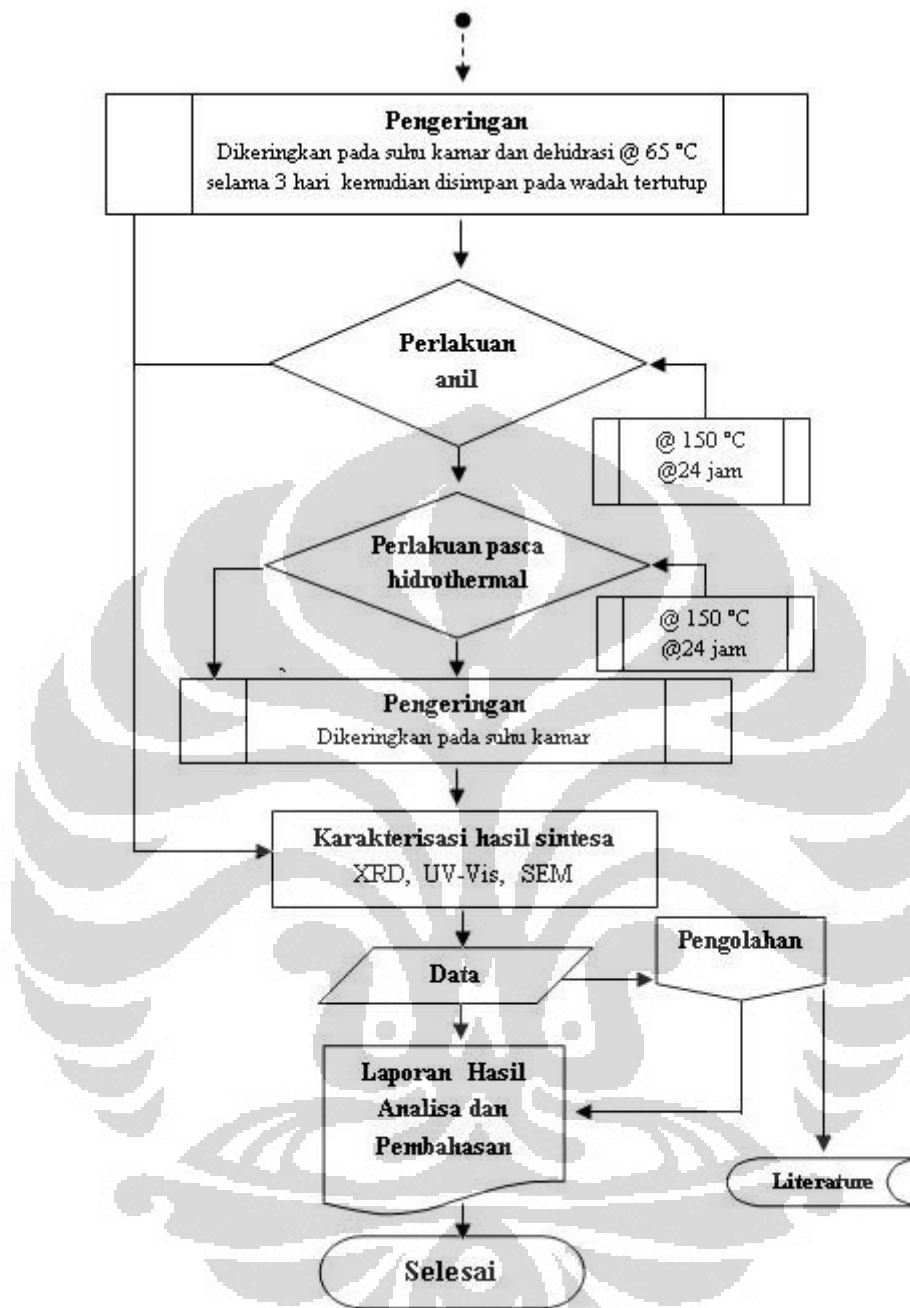 Pengeringan
Dikeringkan pada suhu kamar dan dehidrasi @ 65 °C
selama 3 hari kemudian disimpan pada wadah tertutup
Perlakuan
anil
@ 150 °C
@24 jam
Perlakuan pasca
hidrothermal
@ 150 °C
@24 jam
Pengeringan
Dikeringkan pada suhu kamar
Karakterisasi hasil sintesa
XRD, UV-Vis, SEM
Data
Pengolahan
Laporan Hasil
Analisa dan
Pembahasan
Literature
Selesai